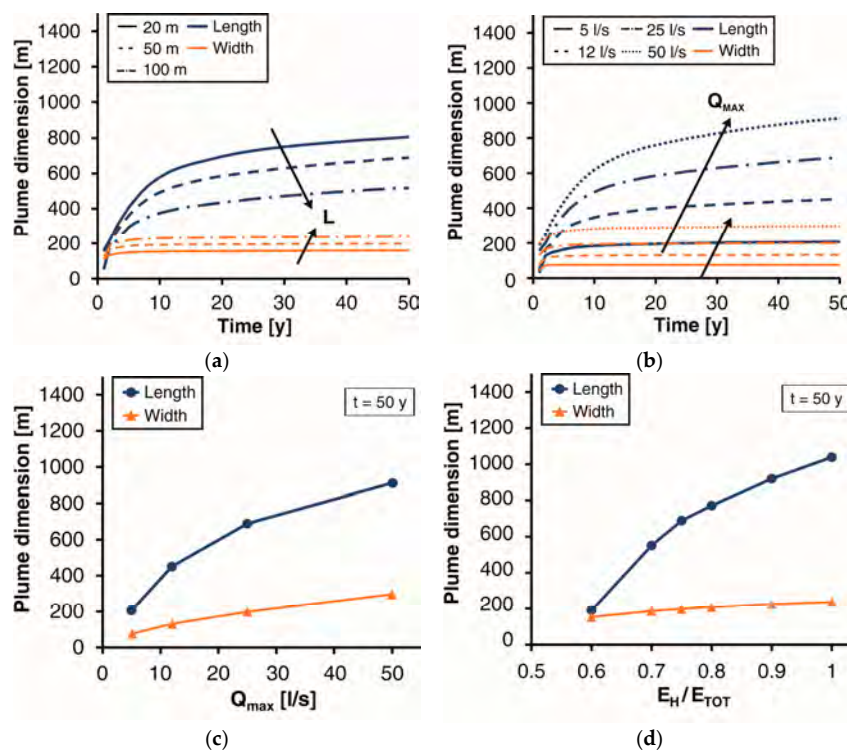 20 m Length
50 m Width
100 m
Plume dimension [m]
1400
1200
1000
800
600
400
200
0
L
0 10 20 30 40 50
Time [y]
(a)
5 l/s 25 l/s Length
12 l/s 50 l/s Width
Plume dimension [m]
1400
1200
1000
800
600
400
200
0
Q_MAX
0 10 20 30 40 50
Time [y]
(b)
Length
Width
t = 50 y
Plume dimension [m]
1400
1200
1000
800
600
400
200
0
0 10 20 30 40 50
Q_max [l/s]
(c)
Length
Width
t = 50 y
Plume dimension [m]
1400
1200
1000
800
600
400
200
0
0.5 0.6 0.7 0.8 0.9 1
E_H / E_TOT
(d)